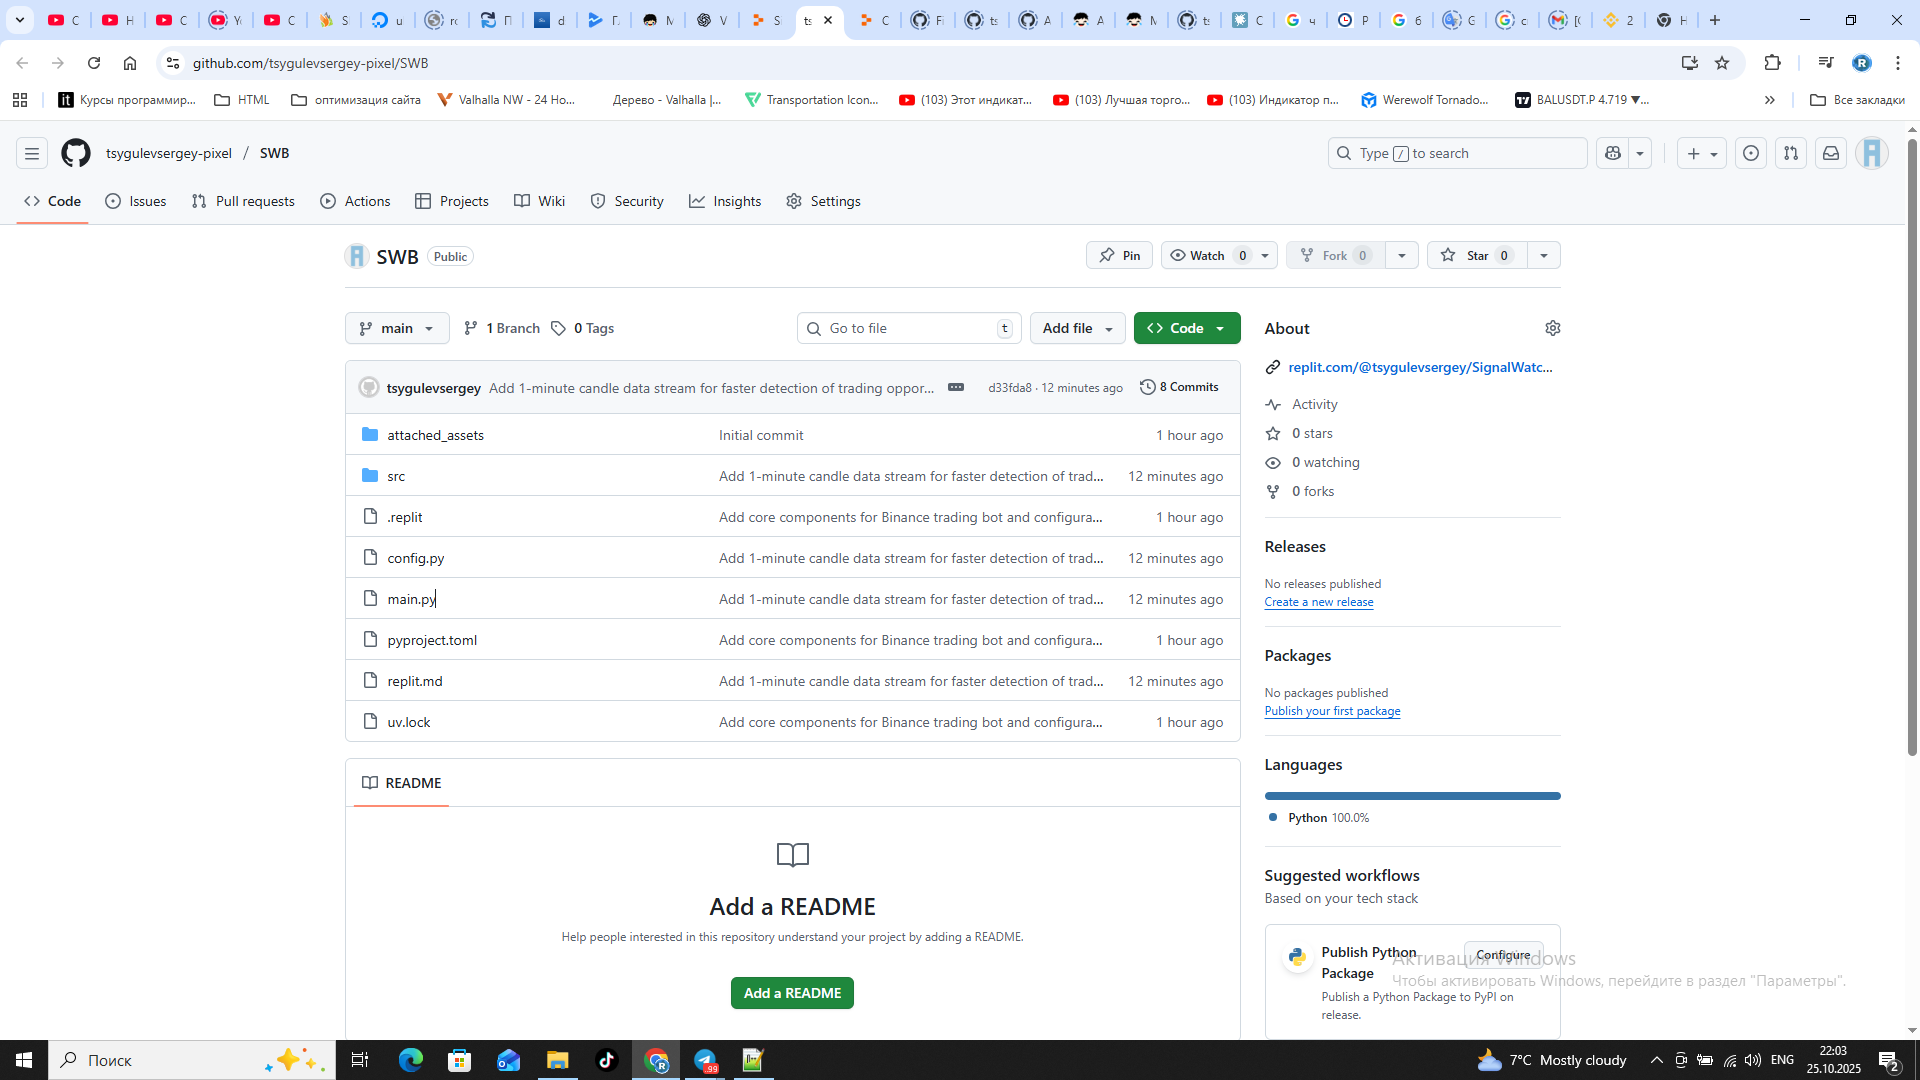 github.com/tsygulevsergey-pixel/SWB
Курсы программир...
HTML
оптимизация сайта
Valhalla NW - 24 Ho...
Дерево - Valhalla |...
Transportation Icon...
(103) Этот индикат...
(103) Лучшая торго...
(103) Индикатор п...
Werewolf Tornado...
BALUSDT.P 4.719 ▼...
Все закладки
tsygulevsergey-pixel / SWB
Type / to search
Code
Issues
Pull requests
Actions
Projects
Wiki
Security
Insights
Settings
SWB Public
Pin
Watch 0
Fork 0
Star 0
main
1 Branch
0 Tags
Go to file t
Add file
Code
tsygulevsergey Add 1-minute candle data stream for faster detection of trading oppor... d33fda8 · 12 minutes ago 8 Commits
attached_assets Initial commit 1 hour ago
src Add 1-minute candle data stream for faster detection of trad... 12 minutes ago
.replit Add core components for Binance trading bot and configura... 1 hour ago
config.py Add 1-minute candle data stream for faster detection of trad... 12 minutes ago
main.py Add 1-minute candle data stream for faster detection of trad... 12 minutes ago
pyproject.toml Add core components for Binance trading bot and configura... 1 hour ago
replit.md Add 1-minute candle data stream for faster detection of trad... 12 minutes ago
uv.lock Add core components for Binance trading bot and configura... 1 hour ago
README
Add a README
Help people interested in this repository understand your project by adding a README.
Add a README
About
replit.com/@tsygulevsergey/SignalWatc...
Activity
0 stars
0 watching
0 forks
Releases
No releases published
Create a new release
Packages
No packages published
Publish your first package
Languages
Python 100.0%
Suggested workflows
Based on your tech stack
Publish Python
Package
Configure
Publish a Python Package to PyPI on
release.
Активация Windows
Чтобы активировать Windows, перейдите в раздел "Параметры".
Поиск
.99
7°C Mostly cloudy
ENG
22:03
25.10.2025
2